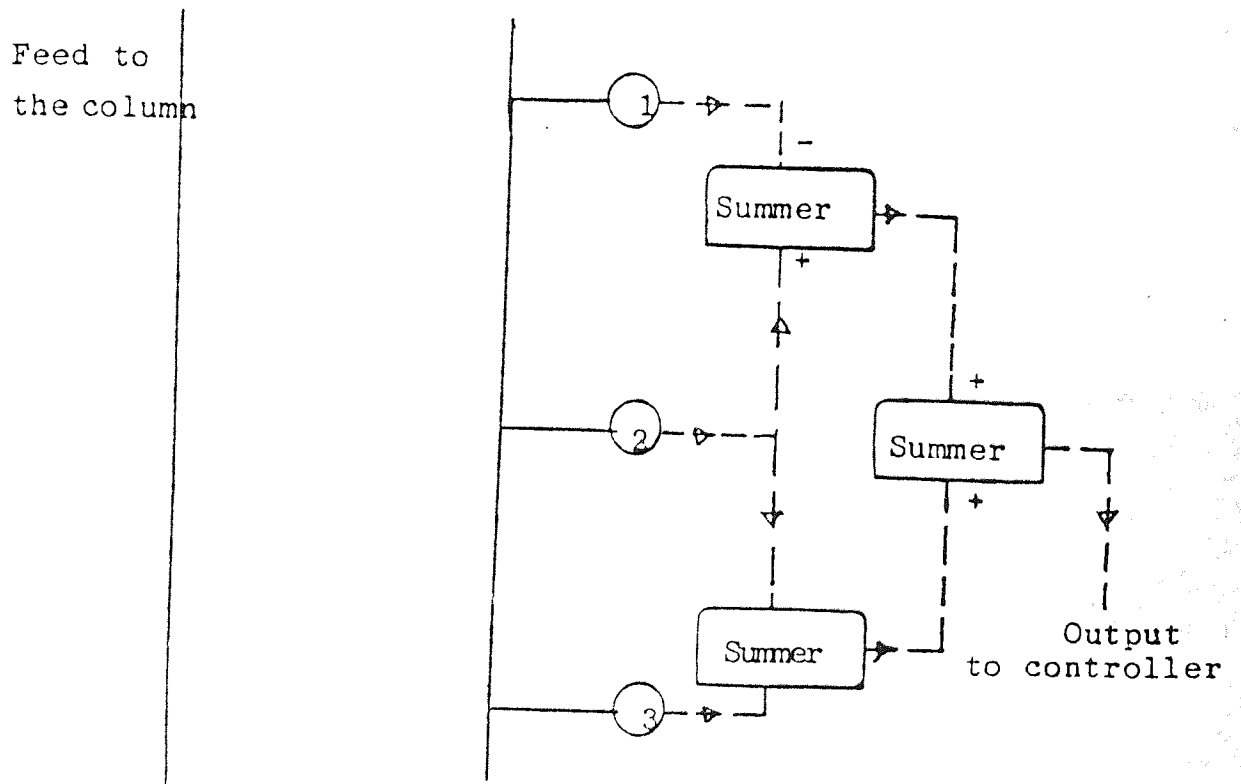 Feed to
the column
1
-
Summer
+
2
+
Summer
+
Summer
Output
to controller
3